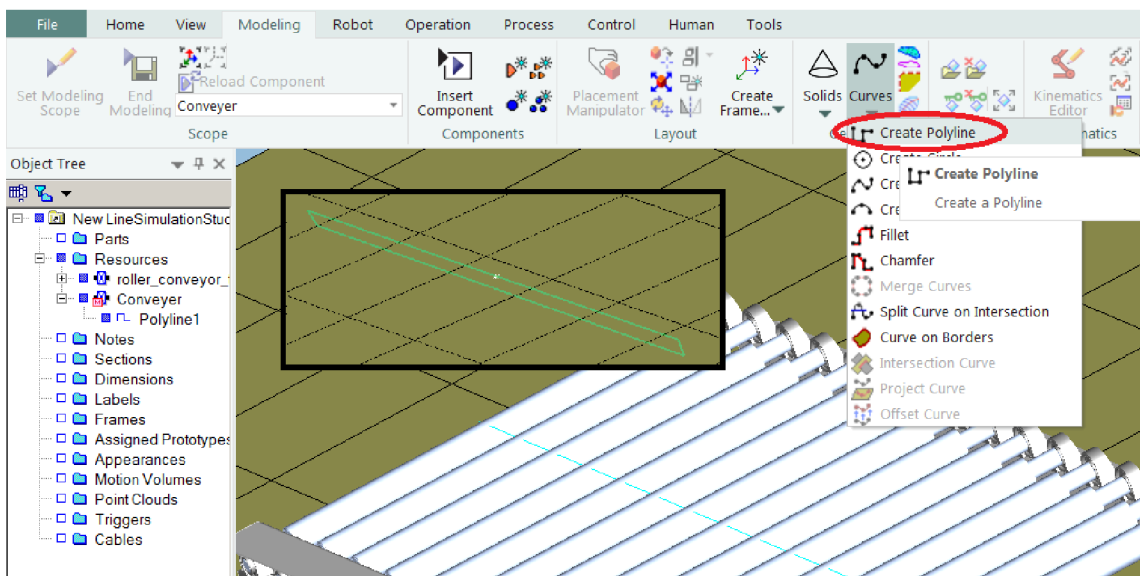 File Home View Modeling Robot Operation Process Control Human Tools
Set Modeling Scope
End Modeling
Reload Component
Conveyer
Scope
Insert Component
Components
Placement Manipulator
Create Frame...
Layout
Solids Curves
Kinematics Editor
Create Polyline
Create Circle
Create Polyline
Create a Polyline
Fillet
Chamfer
Merge Curves
Split Curve on Intersection
Curve on Borders
Intersection Curve
Project Curve
Offset Curve
Object Tree
New LineSimulationStud
Parts
Resources
roller_conveyor_
Conveyer
Polyline1
Notes
Sections
Dimensions
Labels
Frames
Assigned Prototypes
Appearances
Motion Volumes
Point Clouds
Triggers
Cables